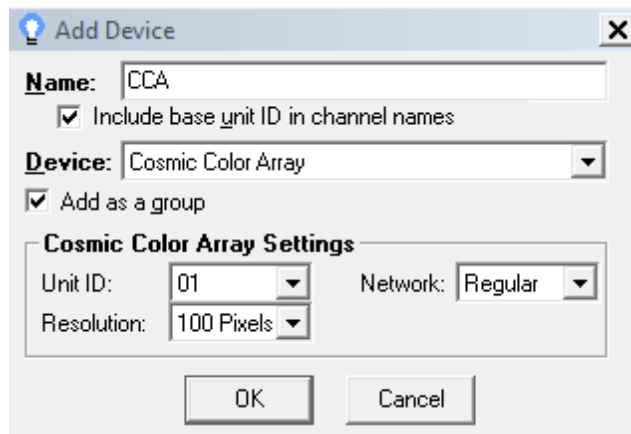 Add Device
Name: CCA
Include base unit ID in channel names
Device: Cosmic Color Array
Add as a group
Cosmic Color Array Settings
Unit ID: 01 Network: Regular
Resolution: 100 Pixels
OK Cancel